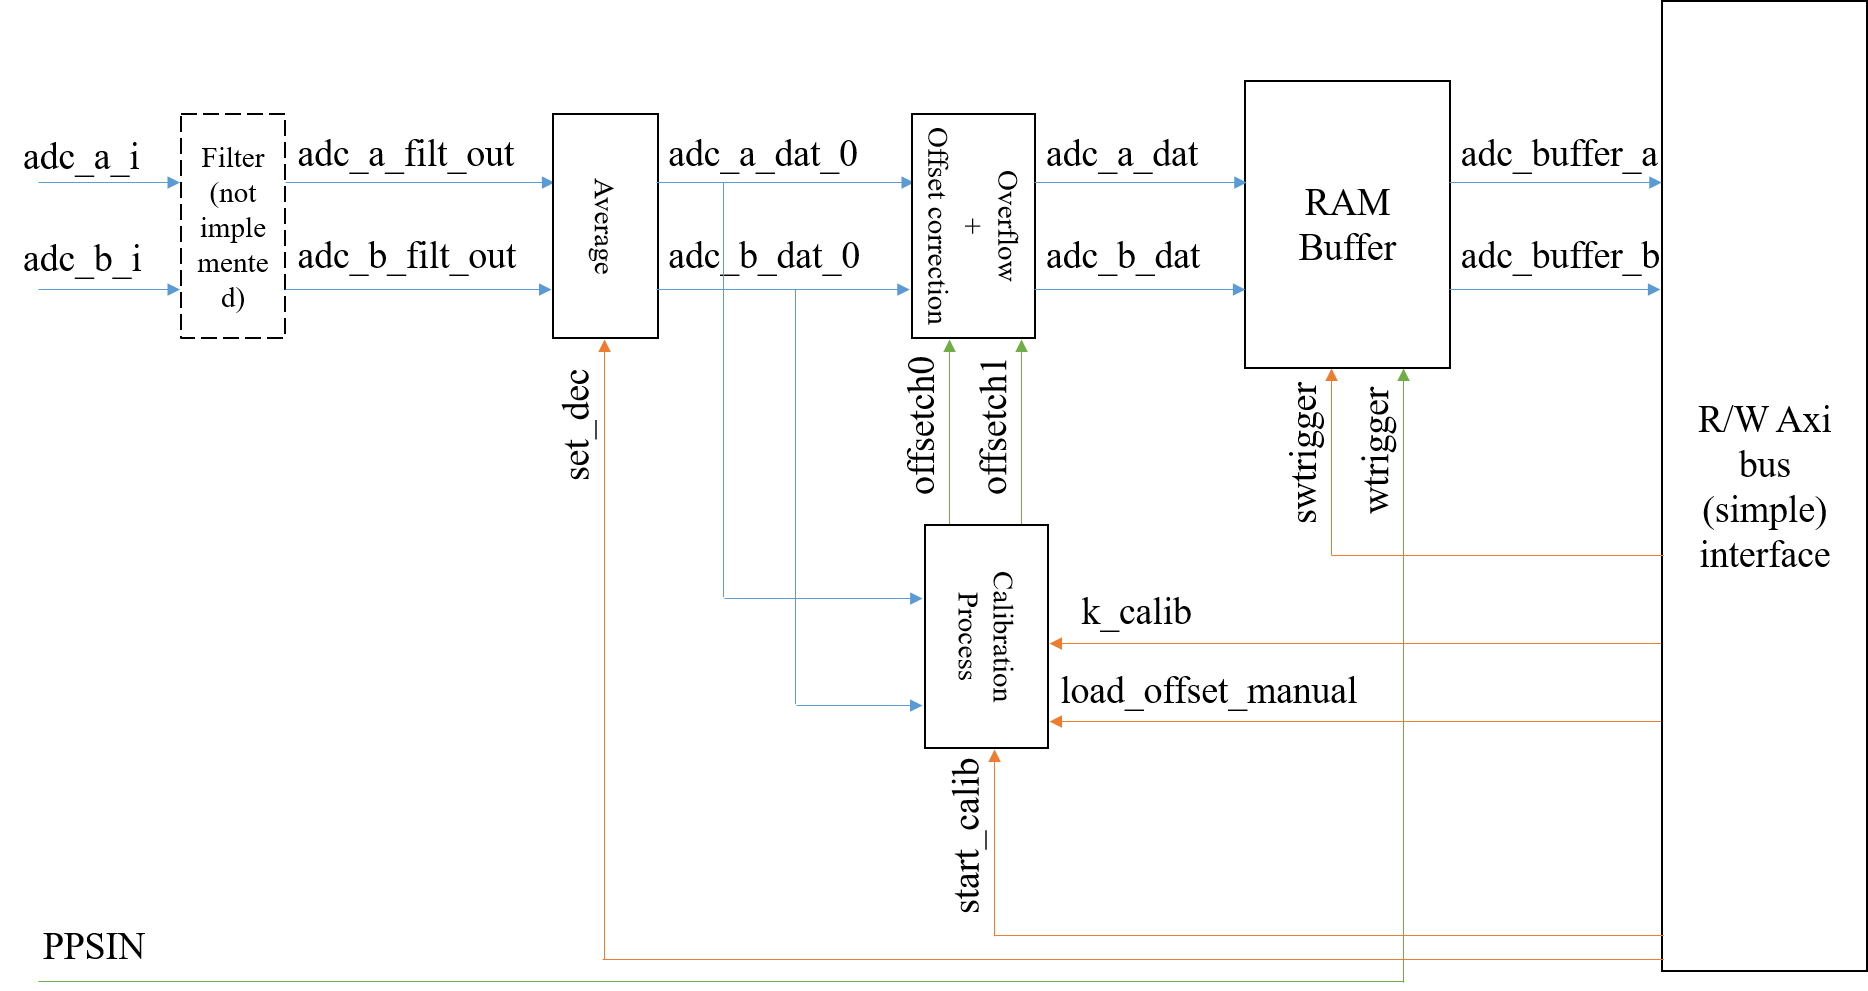 adc_a_i
adc_b_i
Filter
(not
imple
mente
d)
adc_a_filt_out
adc_b_filt_out
Average
adc_a_dat_0
adc_b_dat_0
Overflow
+
Offset correction
adc_a_dat
adc_b_dat
RAM
Buffer
adc_buffer_a
adc_buffer_b
R/W Axi
bus
(simple)
interface
set_dec
offsetch0
offsetch1
swtrigger
wtrigger
Calibration
Process
k_calib
load_offset_manual
start_calib
PPSIN